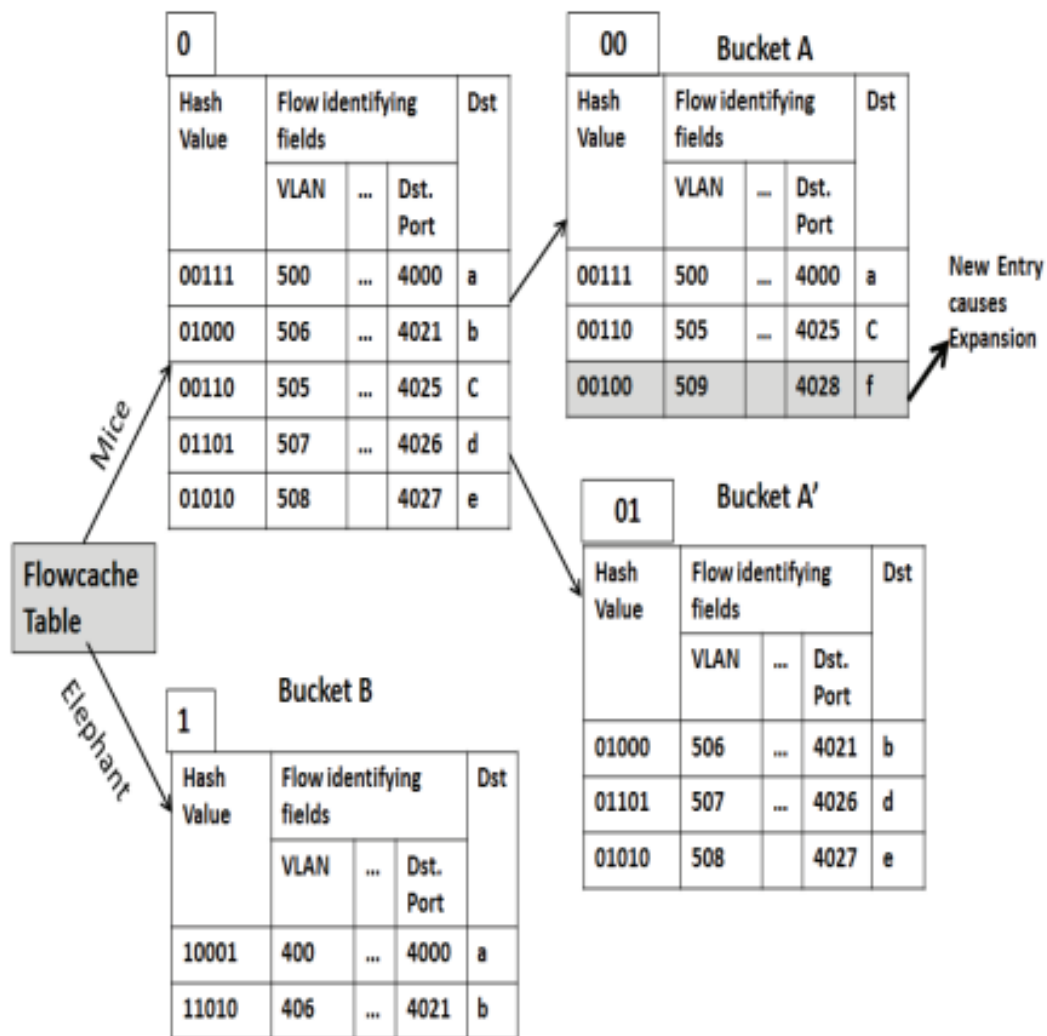 0
Hash Value Flow identifying fields Dst
VLAN ... Dst. Port
00111 500 ... 4000 a
01000 506 ... 4021 b
00110 505 ... 4025 C
01101 507 ... 4026 d
01010 508 4027 e
00 Bucket A
Hash Value Flow identifying fields Dst
VLAN ... Dst. Port
00111 500 ... 4000 a
00110 505 ... 4025 C
00100 509 4028 f
New Entry
causes
Expansion
Mice
Flowcache
Table
Elephant
01 Bucket A’
Hash Value Flow identifying fields Dst
VLAN ... Dst. Port
01000 506 ... 4021 b
01101 507 ... 4026 d
01010 508 4027 e
1 Bucket B
Hash Value Flow identifying fields Dst
VLAN ... Dst. Port
10001 400 ... 4000 a
11010 406 ... 4021 b